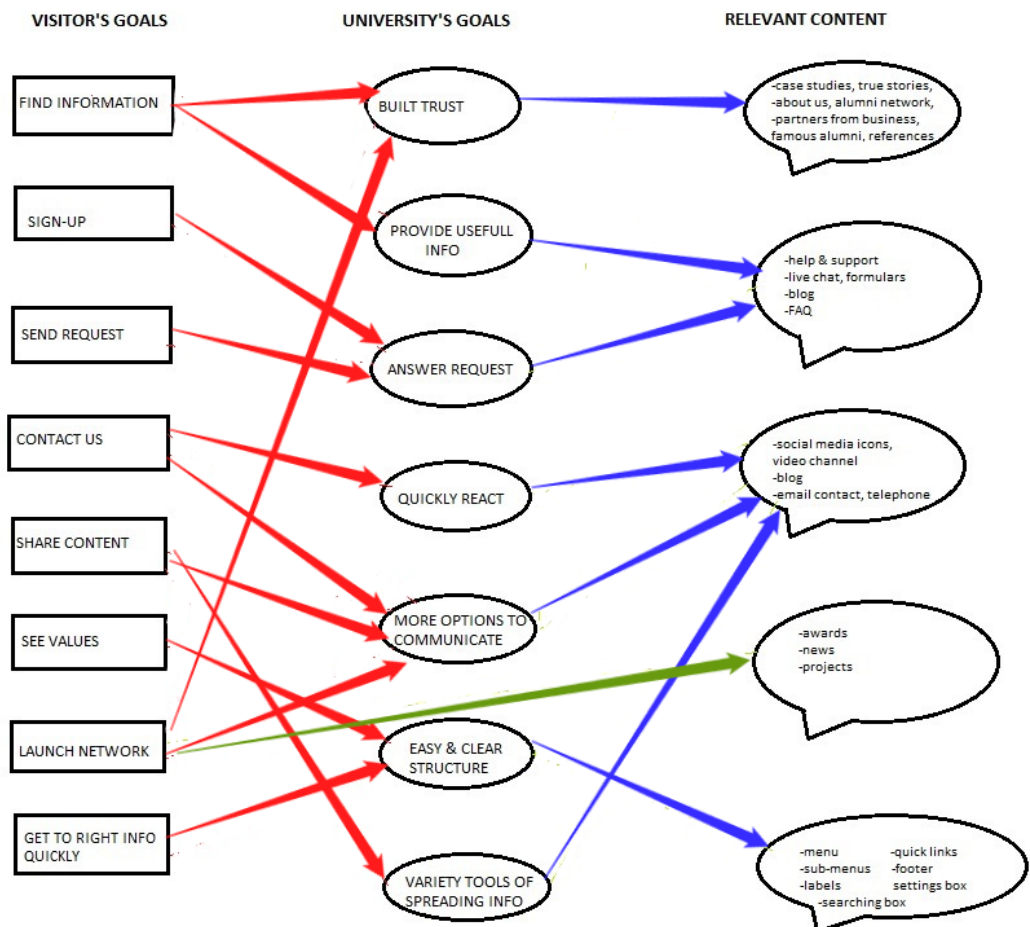 VISITOR'S GOALS
UNIVERSITY'S GOALS
RELEVANT CONTENT
FIND INFORMATION
SIGN-UP
SEND REQUEST
CONTACT US
SHARE CONTENT
SEE VALUES
LAUNCH NETWORK
GET TO RIGHT INFO
QUICKLY
BUILT TRUST
PROVIDE USEFULL
INFO
ANSWER REQUEST
QUICKLY REACT
MORE OPTIONS TO
COMMUNICATE
EASY & CLEAR
STRUCTURE
VARIETY TOOLS OF
SPREADING INFO
-case studies, true stories,
-about us, alumni network,
-partners from business,
famous alumni, references
-help & support
-live chat, formulars
-blog
-FAQ
-social media icons,
video channel
-blog
-email contact, telephone
-awards
-news
-projects
-menu -quick links
-sub-menus -footer
-labels settings box
-searching box